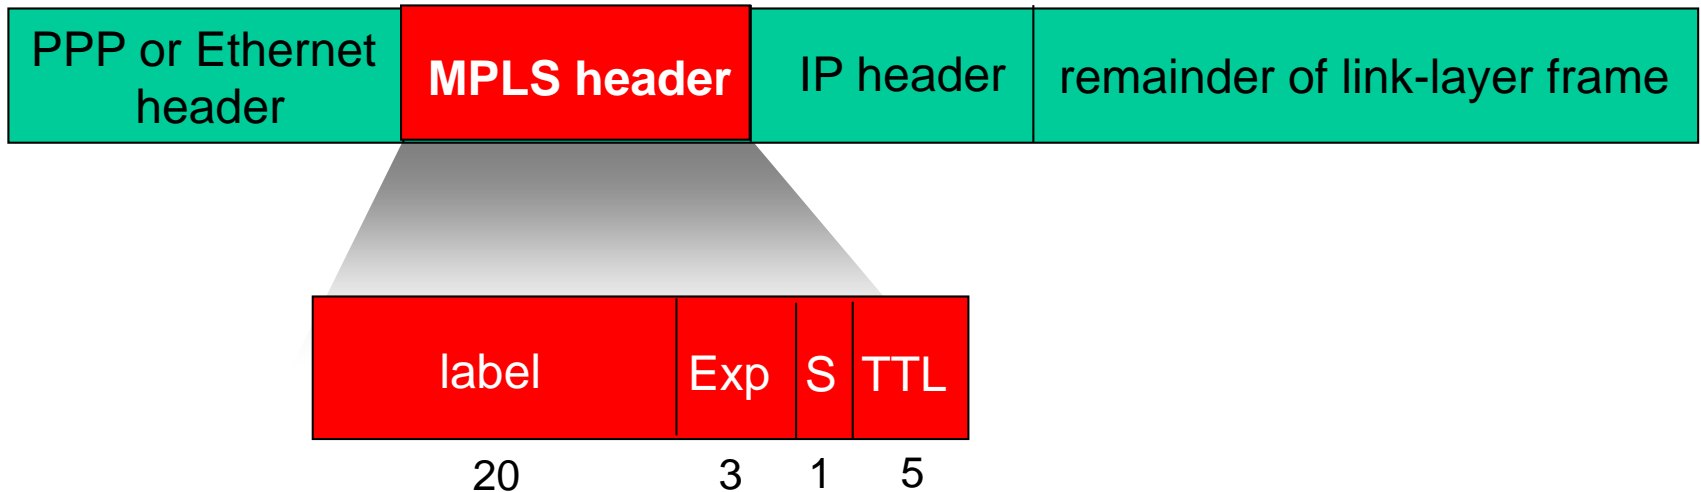 PPP or Ethernet
header
MPLS header
IP header
remainder of link-layer frame
label
Exp
S
TTL
20
3
1
5